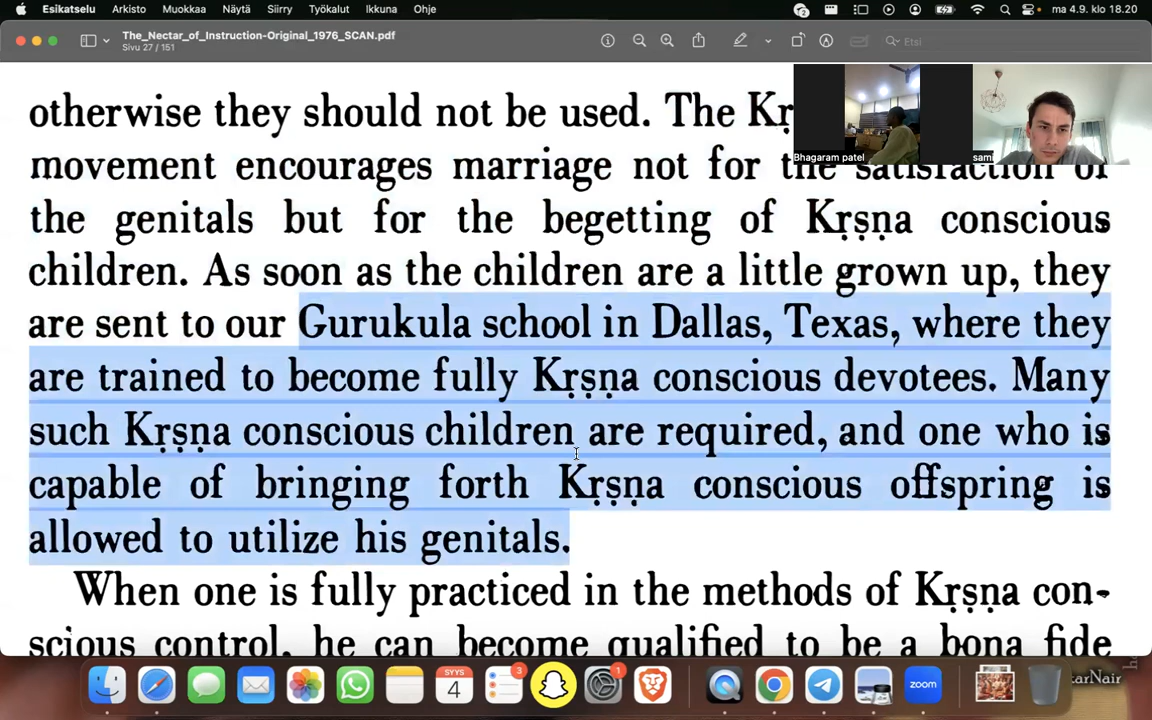 Esikatselu Arkisto Muokkaa Näytä Siirry Työkalut Ikkuna Ohje
ma 4.9. klo 18.20
The_Nectar_of_Instruction-Original_1976_SCAN.pdf
Sivu 27 / 151
Etsi
Bhagaram patel
sami
otherwise they should not be used. The
movement encourages marriage not for the satisfaction of
the genitals but for the begetting of Kṛṣṇa conscious
children. As soon as the children are a little grown up, they
are sent to our Gurukula school in Dallas, Texas, where they
are trained to become fully Kṛṣṇa conscious devotees. Many
such Kṛṣṇa conscious children are required, and one who is
capable of bringing forth Kṛṣṇa conscious offspring is
allowed to utilize his genitals.
When one is fully practiced in the methods of Kṛṣṇa con-
scious control, he can become qualified to be a bona fide
2
3
SYYS
4
1
zoom